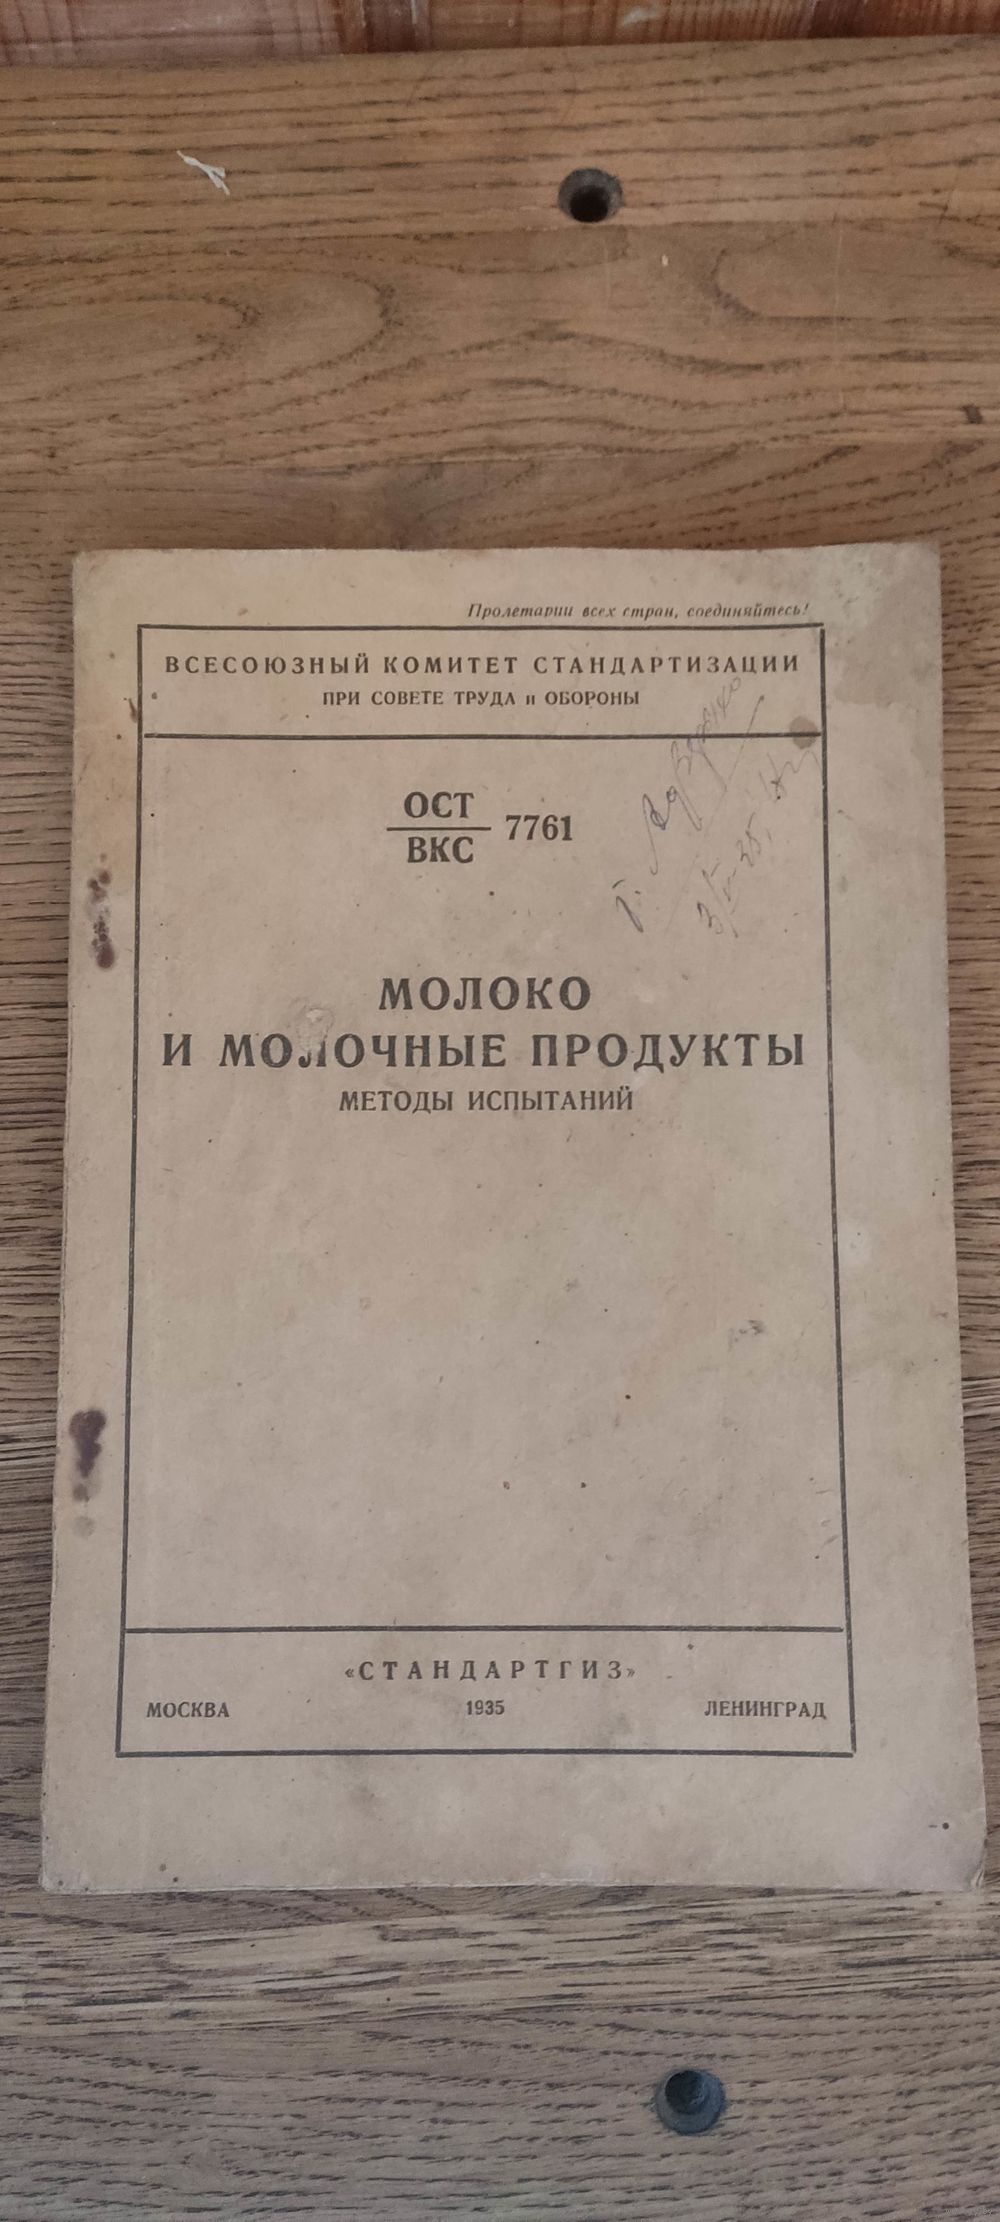 Пролетарии всех стран, соединяйтесь!
ВСЕСОЮЗНЫЙ КОМИТЕТ СТАНДАРТИЗАЦИИ
ПРИ СОВЕТЕ ТРУДА и ОБОРОНЫ
ОСТ
ВКС 7761
МОЛОКО
И МОЛОЧНЫЕ ПРОДУКТЫ
МЕТОДЫ ИСПЫТАНИЙ
«СТАНДАРТГИЗ»
МОСКВА 1935 ЛЕНИНГРАД